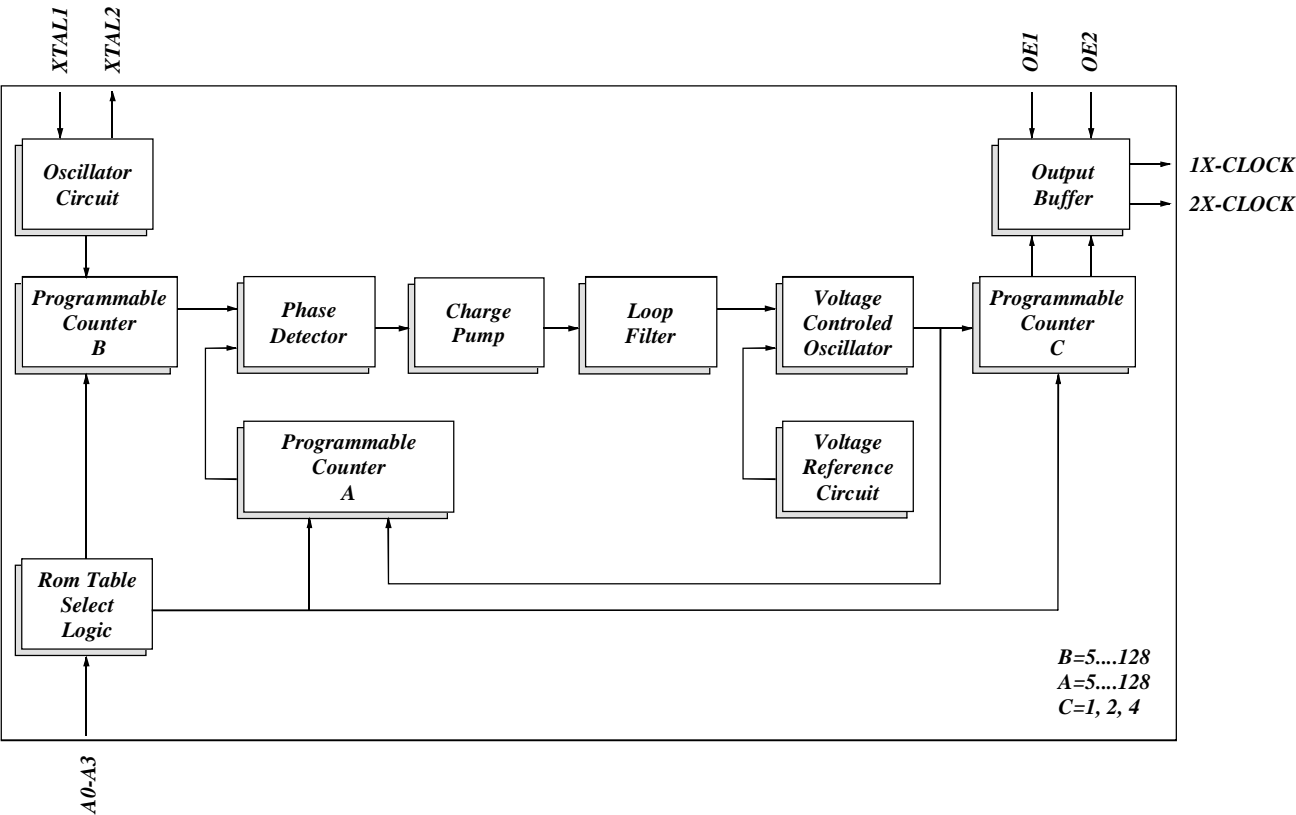 XTAL1
XTAL2
OE1
OE2
Oscillator
Circuit
Output
Buffer
1X-CLOCK
2X-CLOCK
Programmable
Counter
B
Phase
Detector
Charge
Pump
Loop
Filter
Voltage
Controled
Oscillator
Programmable
Counter
C
Programmable
Counter
A
Voltage
Reference
Circuit
Rom Table
Select
Logic
B=5....128
A=5....128
C=1, 2, 4
A0-A3